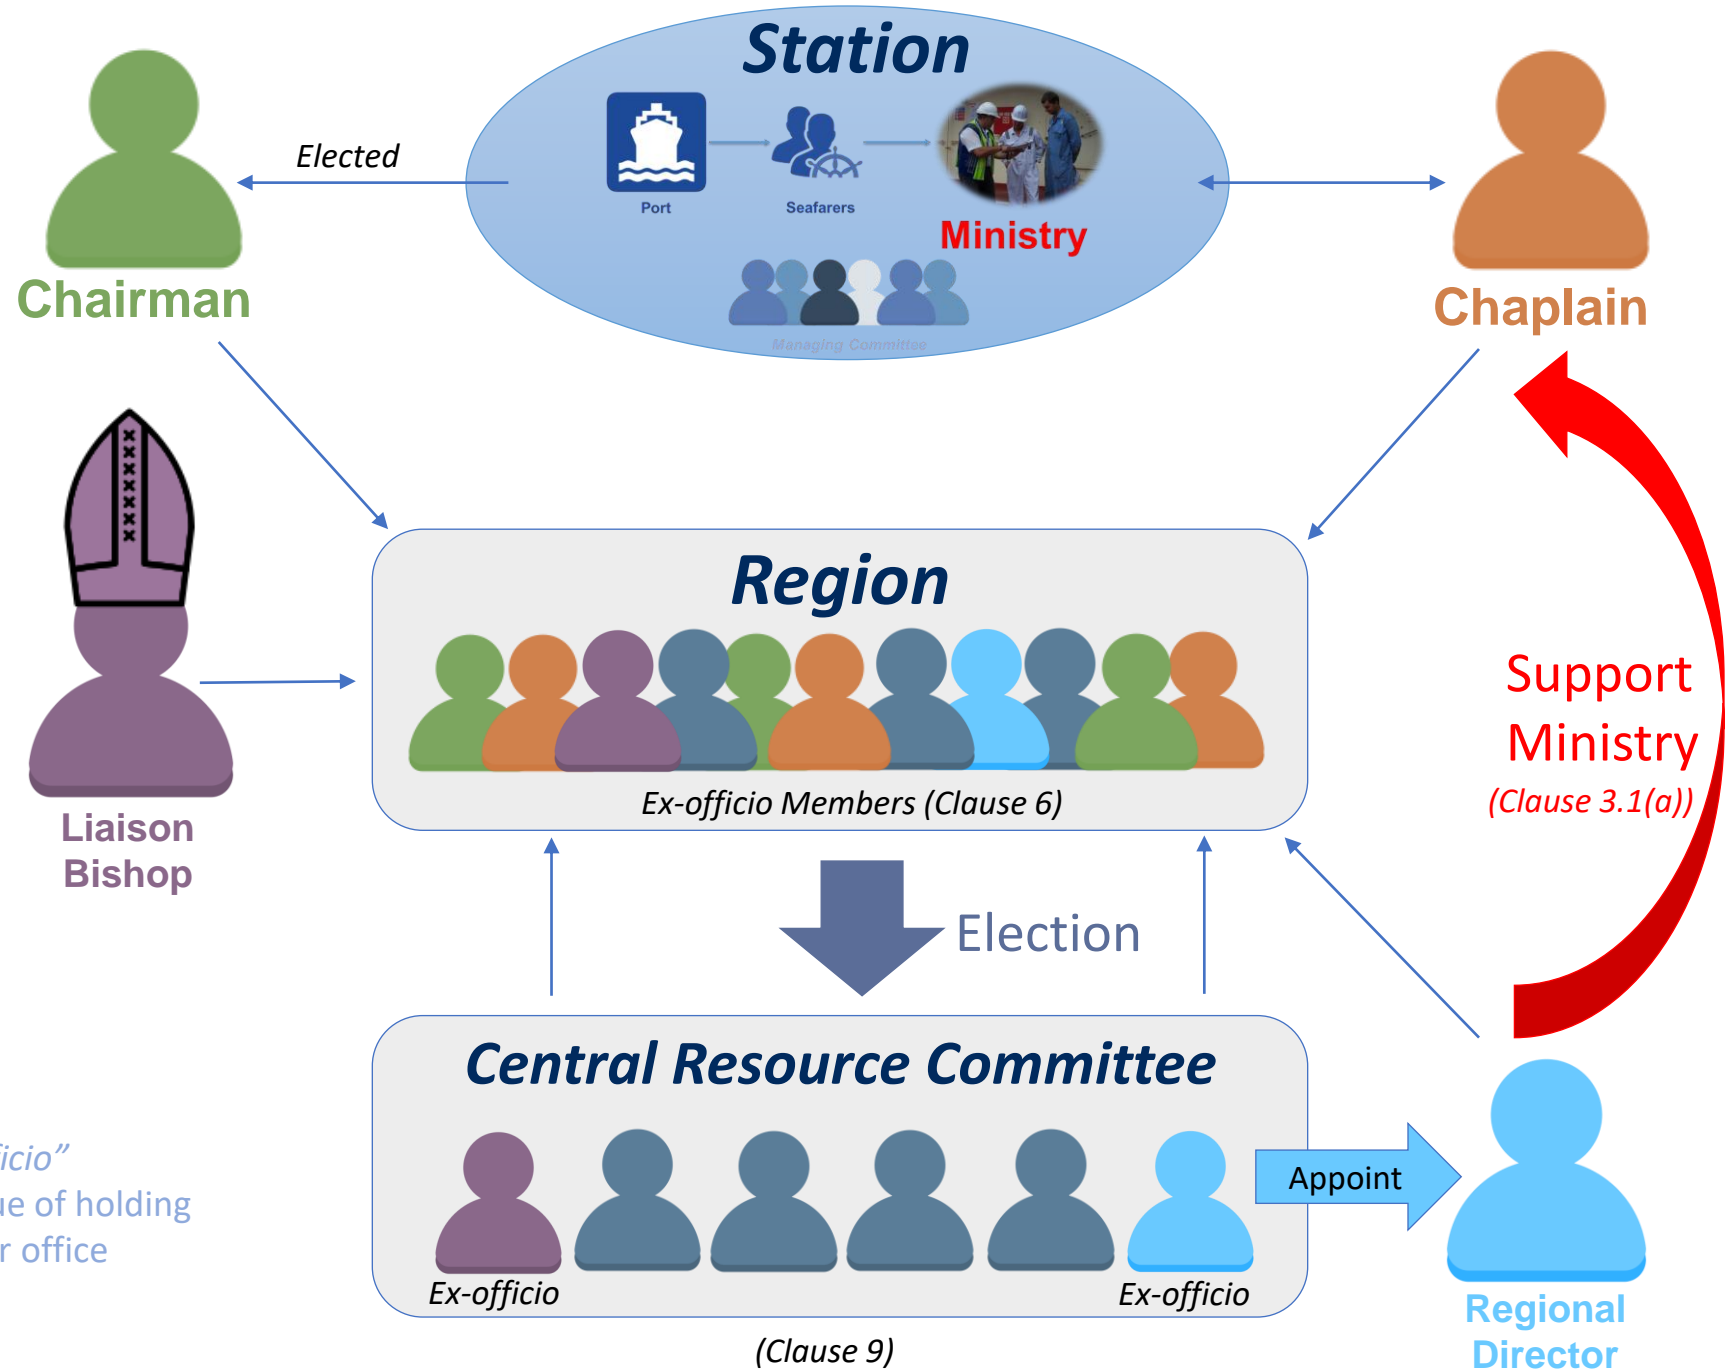 Station
Elected
Port
Seafarers
Ministry
Managing Committee
Chairman
Chaplain
Region
Ex-officio Members (Clause 6)
Liaison
Bishop
Support
Ministry
(Clause 3.1(a))
Election
Central Resource Committee
Ex-officio
Ex-officio
Appoint
(Clause 9)
Regional
Director
ficio”
ue of holding
r office